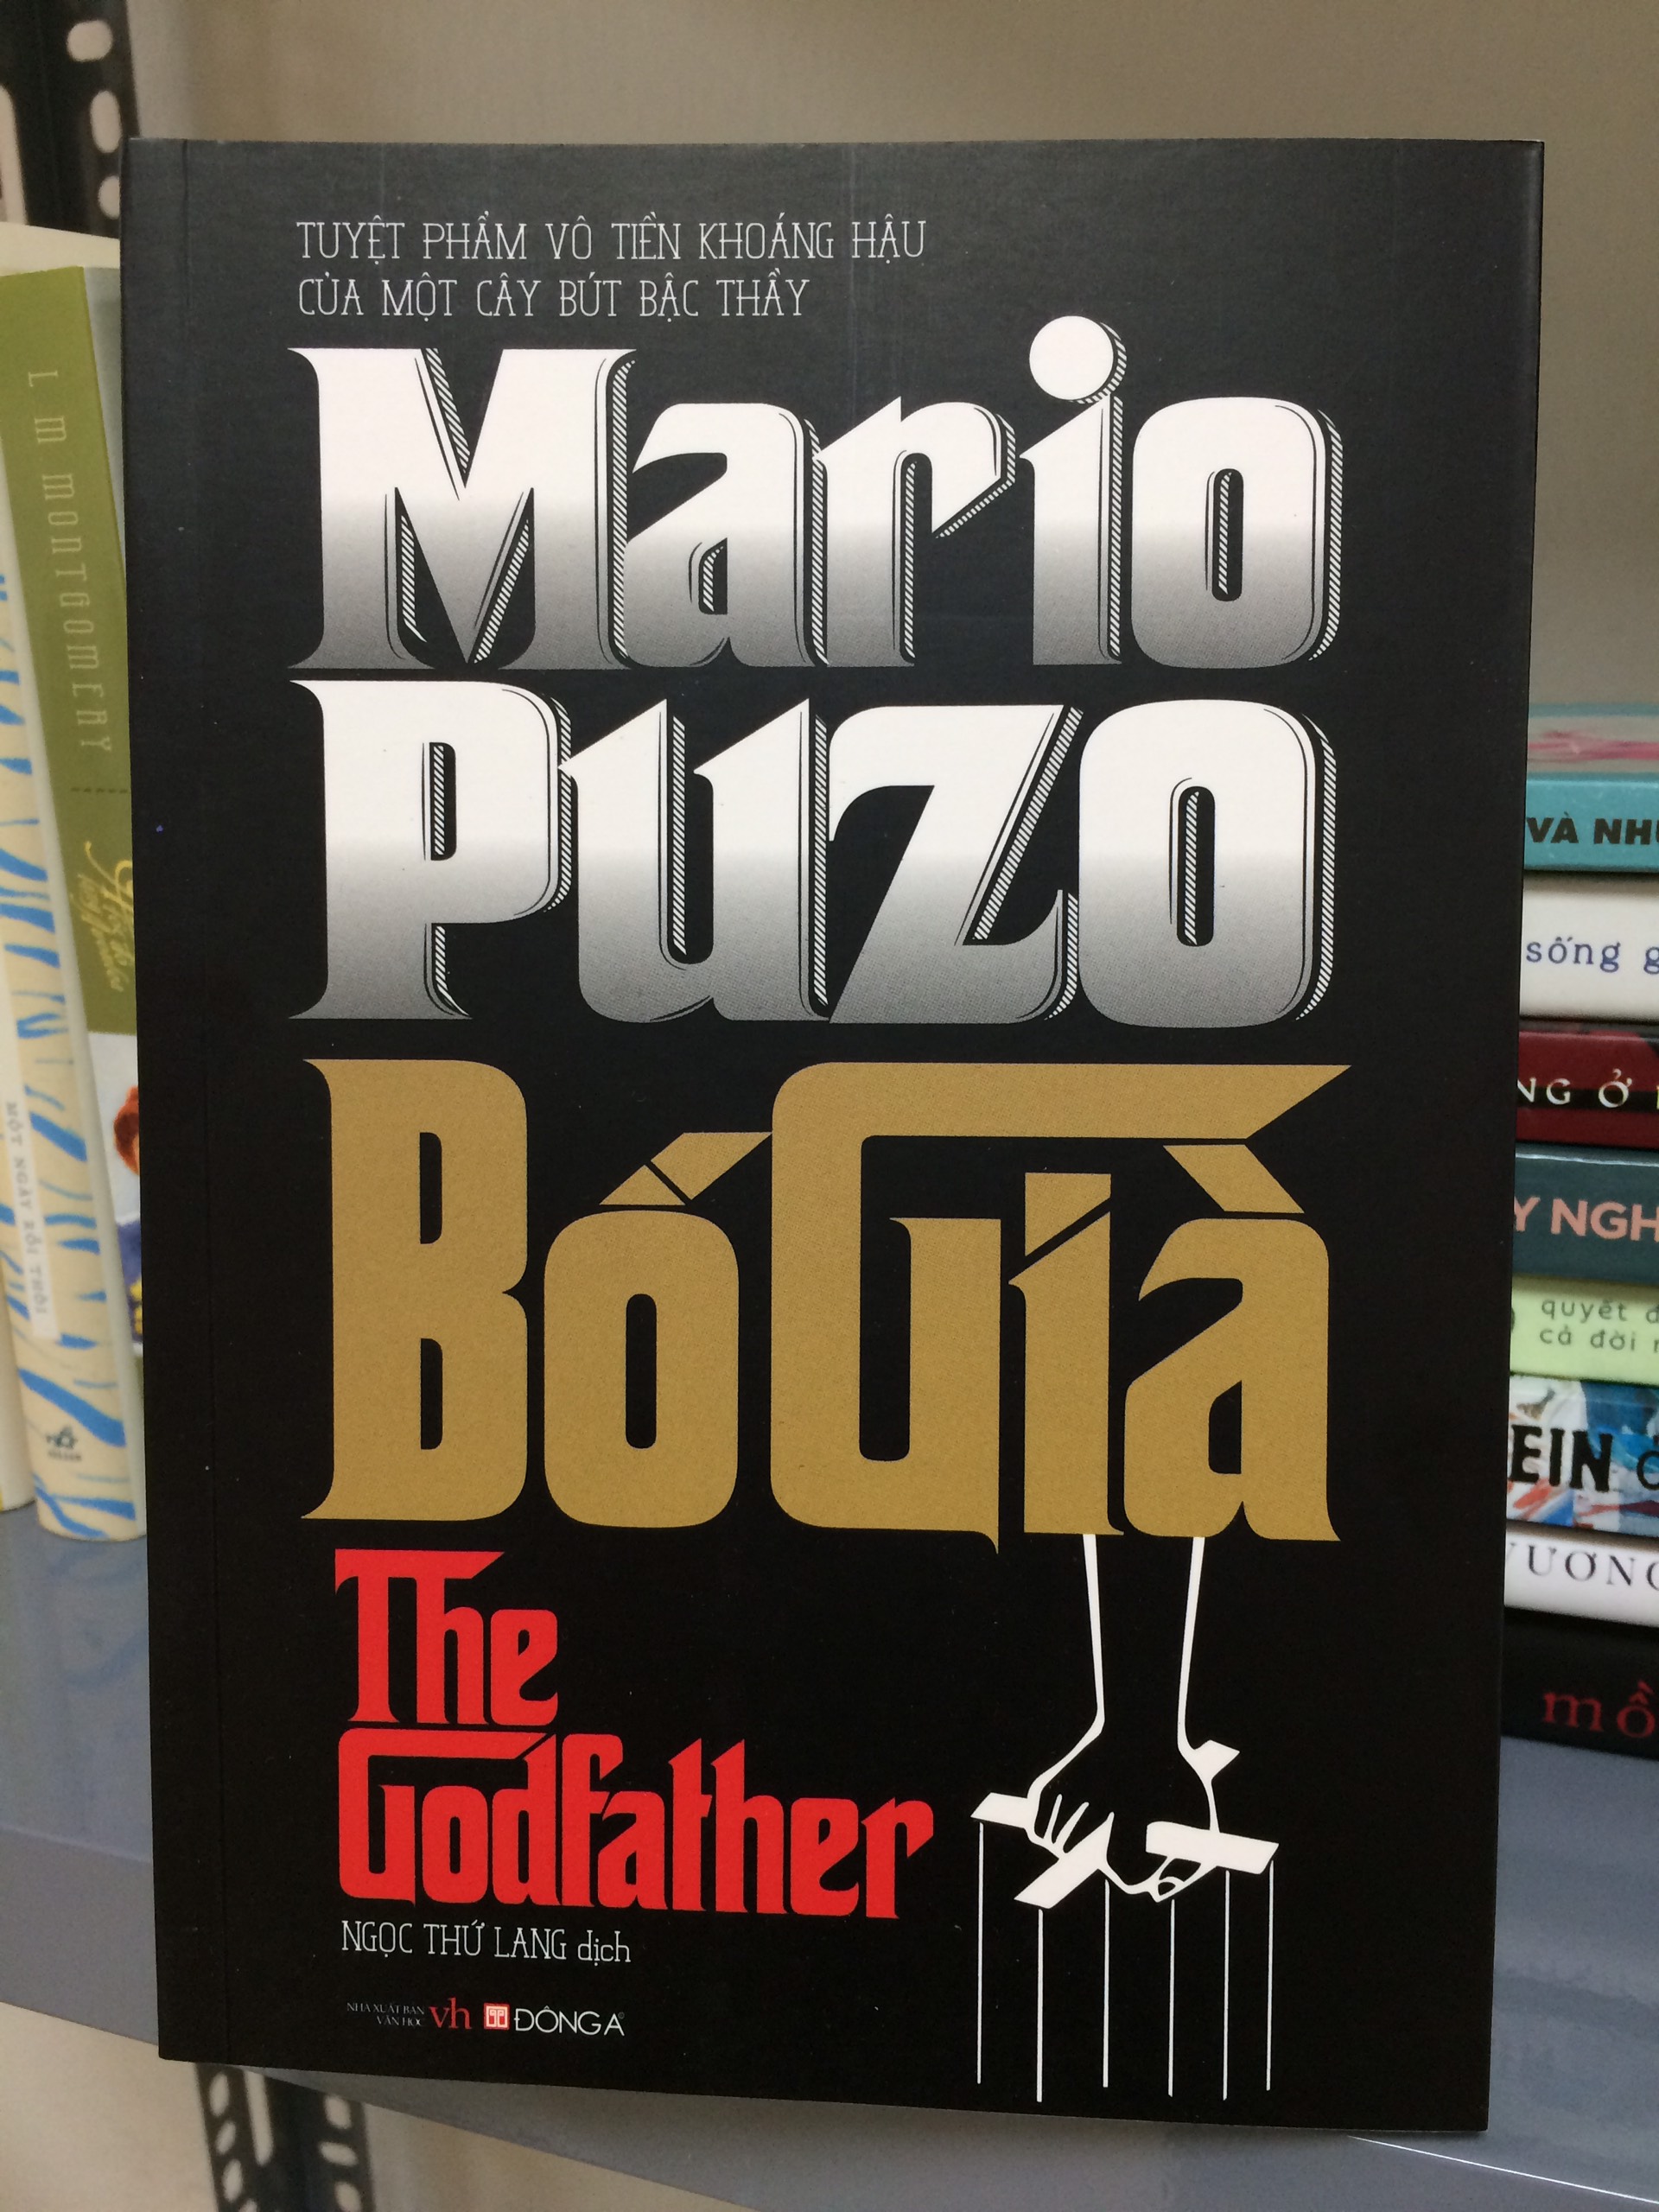 TUYỆT PHẨM VÔ TIỀN KHOÁNG HẬU
CỦA MỘT CÂY BÚT BẬC THẦY
Mario
Puzo
Bố Già
The
Godfather
NGỌC THỨ LANG dịch
NHÀ XUẤT BẢN
VĂN HỌC
vh
ĐÔNG A
L M MONTGOMERY
MỘT NGÀY RỒI THÔI
VÀ NH
sống g
NG Ở
Y NGH
quyết đ
cả đời
EIN
ƯƠNG
mồ